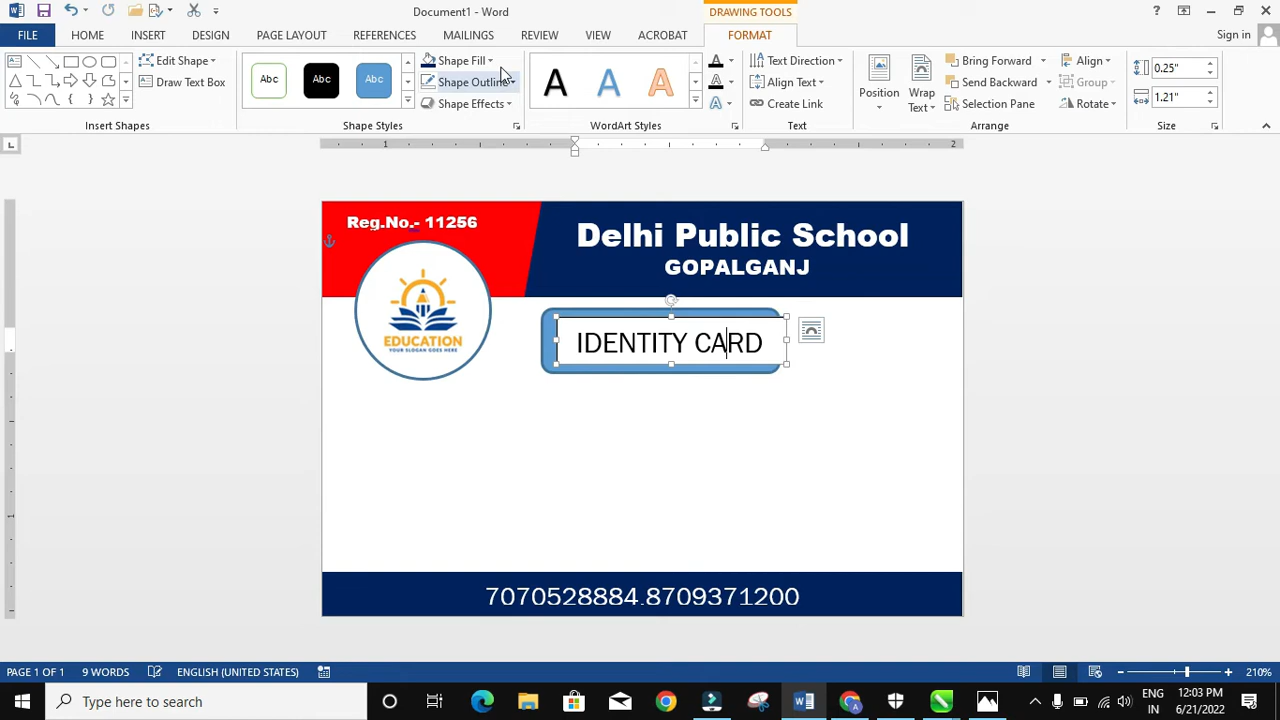 Document1 - Word
DRAWING TOOLS
FILE HOME INSERT DESIGN PAGE LAYOUT REFERENCES MAILINGS REVIEW VIEW ACROBAT FORMAT Sign in
Edit Shape
Draw Text Box
Insert Shapes
Abc Abc Abc
Shape Fill
Shape Outline
Shape Effects
Shape Styles
A A A
WordArt Styles
Text Direction
Align Text
Create Link
Text
Position
Wrap
Text
Bring Forward
Send Backward
Selection Pane
Align
Group
Rotate
Arrange
0.25"
1.21"
Size
1 2
Reg.No.- 11256
Delhi Public School
GOPALGANJ
EDUCATION
YOUR SLOGAN GOES HERE
IDENTITY CARD
7070528884.8709371200
PAGE 1 OF 1 9 WORDS ENGLISH (UNITED STATES) 210%
Type here to search
ENG
IN
12:03 PM
6/21/2022